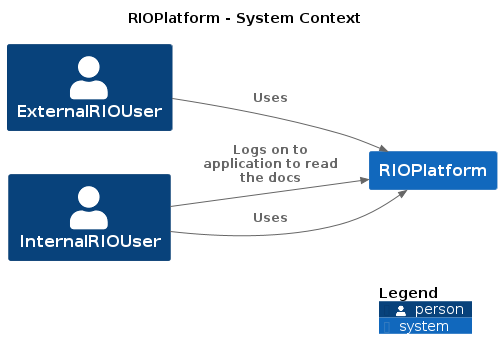 RIOPlatform - System Context
ExternalRIOUser
Uses
Logs on to
application to read
the docs
RIOPlatform
InternalRIOUser
Uses
Legend
person
system